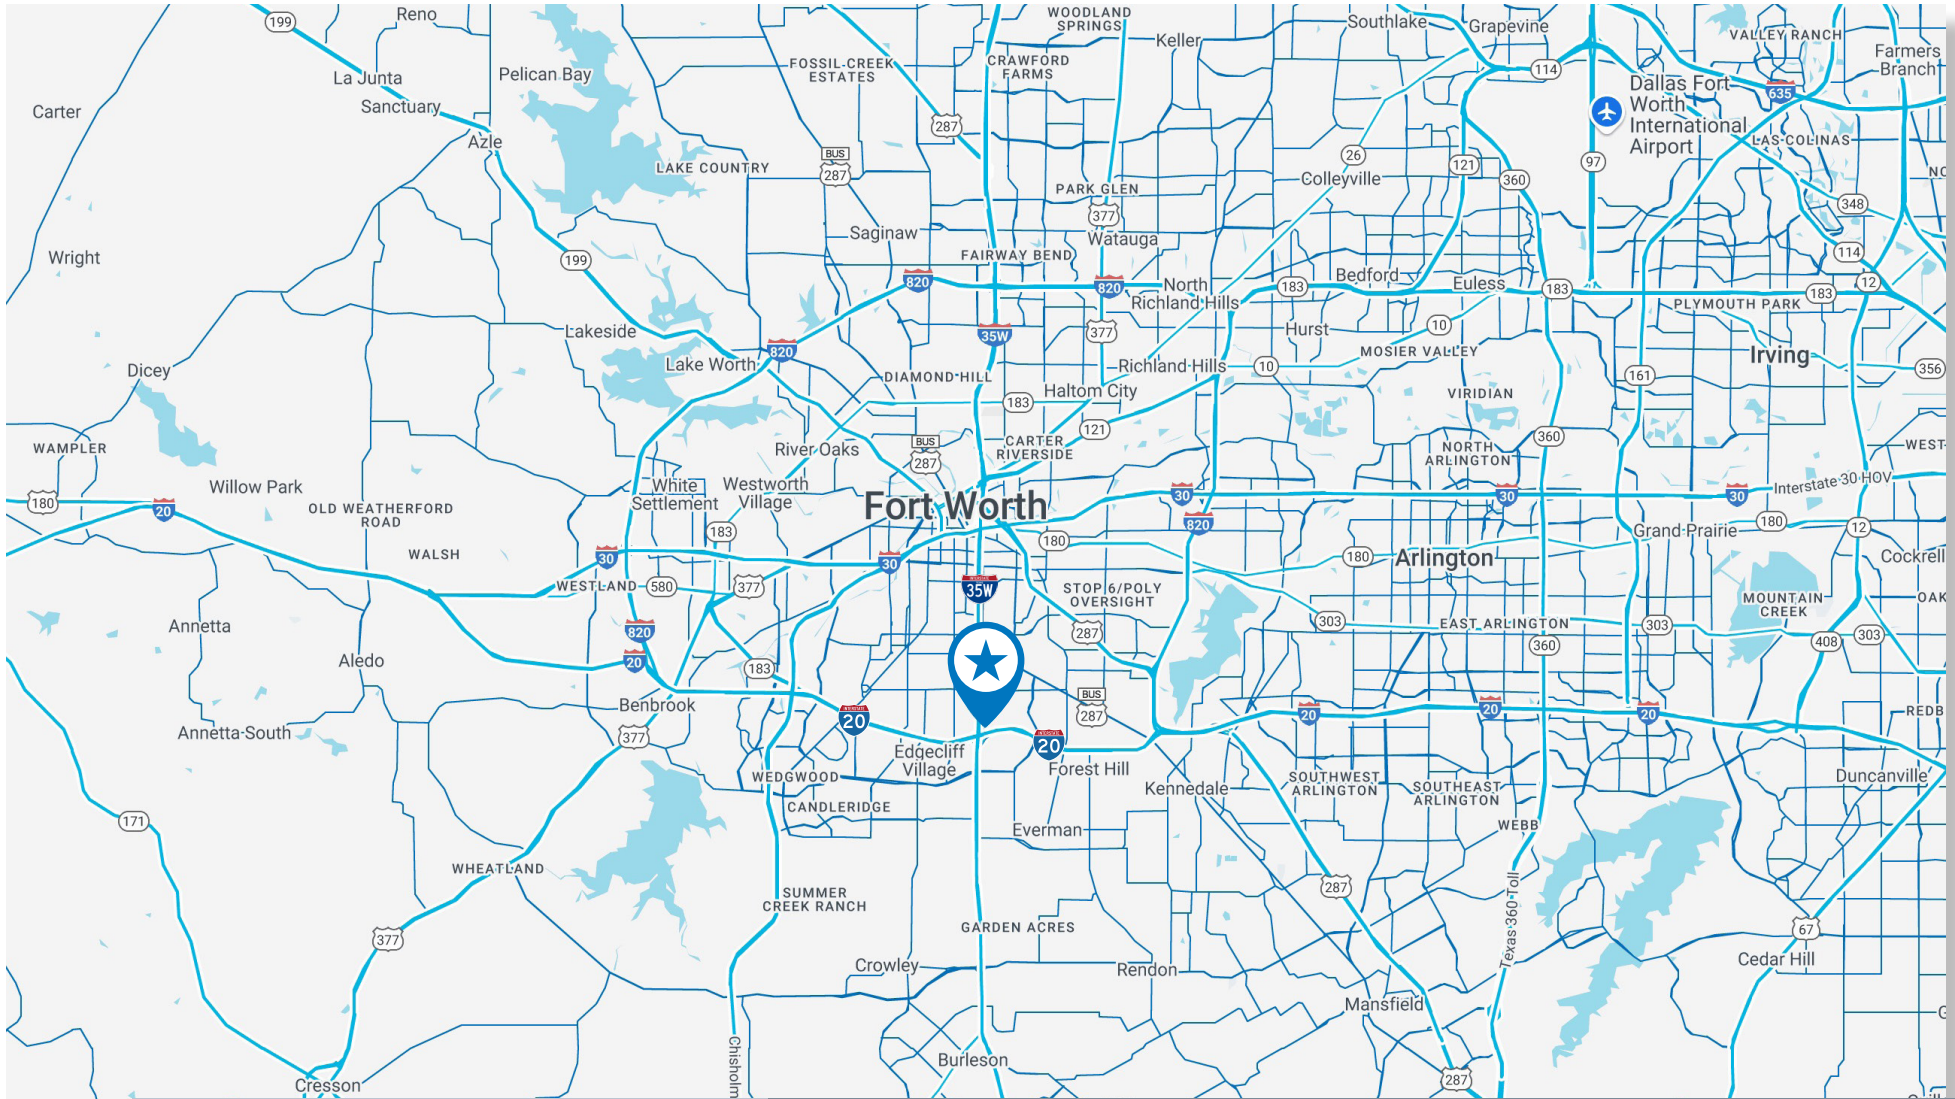 199
Reno
WOODLAND
SPRINGS
Southlake
Grapevine
VALLEY RANCH
Keller
Farmers
Branch
La Junta
Pelican Bay
FOSSIL-CREEK
ESTATES
CRAWFORD
FARMS
114
635
Dallas Fort
Worth
International
Airport
Carter
Sanctuary
287
Azle
BUS
287
LAKE COUNTRY
26
121
97
LAS-COLINAS
NO
Colleyville
360
PARK GLEN
377
348
Saginaw
Watauga
Wright
199
FAIRWAY BEND
114
820
820
North
Richland Hills
183
Bedford
Euless
183
183
12
PLYMOUTH PARK
Lakeside
35W
377
Hurst
10
Lake Worth
820
Richland Hills
10
MOSIER VALLEY
Irving
356
Dicey
DIAMOND HILL
Haltom City
161
183
VIRIDIAN
121
360
WAMPLER
River Oaks
BUS
287
CARTER
RIVERSIDE
NORTH
ARLINGTON
WEST
Willow Park
White
Settlement
Westworth
Village
180
20
Fort Worth
30
30
30
Interstate 30 HOV
OLD WEATHERFORD
ROAD
183
820
180
12
Grand Prairie
WALSH
30
30
180
180
Arlington
Cockrell
WESTLAND
580
377
35W
STOP 6/POLY
OVERSIGHT
MOUNTAIN
CREEK
OAK
Annetta
820
287
303
EAST ARLINGTON
303
408
303
Aledo
20
183
360
Benbrook
20
BUS
287
20
20
20
REDB
Annetta-South
377
20
Edgecliff
Village
Forest Hill
WEDGWOOD
Kennedale
SOUTHWEST
ARLINGTON
SOUTHEAST
ARLINGTON
Duncanville
CANDLERIDGE
171
Everman
WEBB
WHEATLAND
287
SUMMER
CREEK RANCH
Texas 360 Toll
377
GARDEN ACRES
67
Crowley
Rendon
Cedar Hill
Mansfield
Chisholm
Burleson
Cresson
287